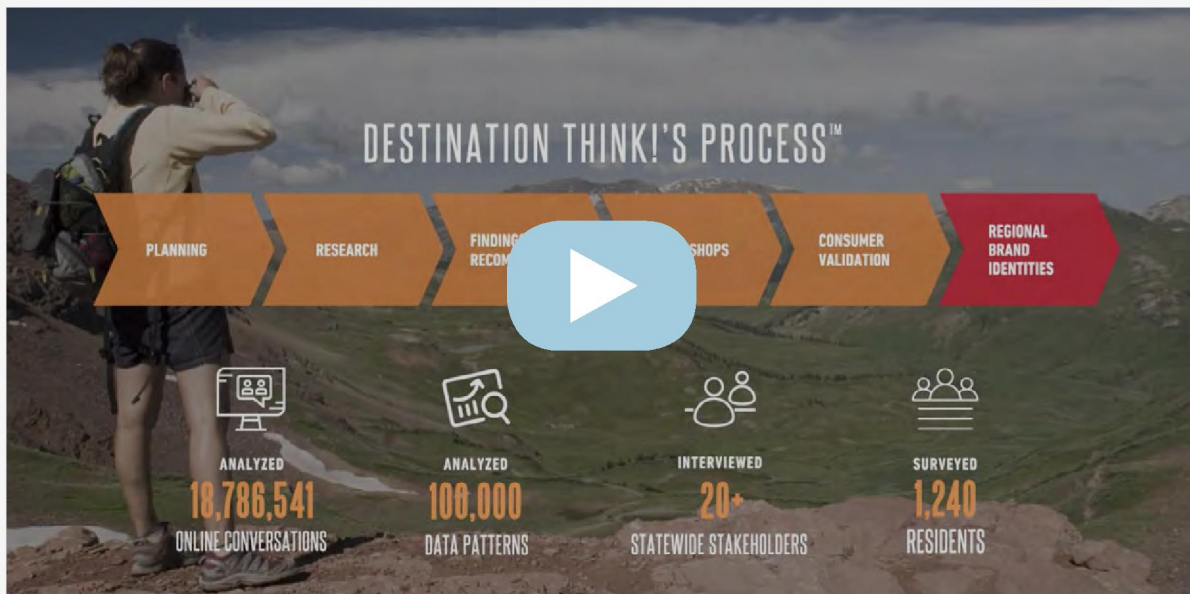 DESTINATION THINK!'S PROCESS™
PLANNING
RESEARCH
CONSUMER
VALIDATION
REGIONAL
BRAND
IDENTITIES
ANALYZED
18,786,541
ONLINE CONVERSATIONS
ANALYZED
100,000
DATA PATTERNS
INTERVIEWED
20+
STATEWIDE STAKEHOLDERS
SURVEYED
1,240
RESIDENTS